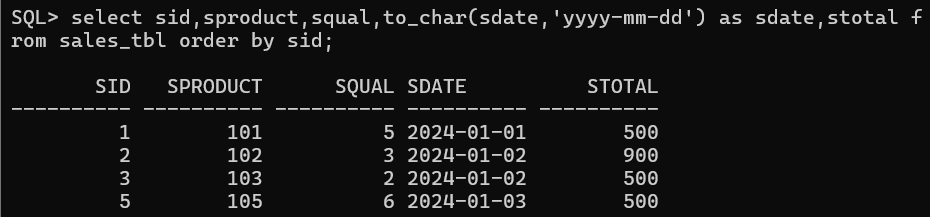 SQL> select sid,sproduct,squal,to_char(sdate,'yyyy-mm-dd') as sdate,stotal f
rom sales_tbl order by sid;
       SID   SPRODUCT      SQUAL SDATE          STOTAL
---------- ---------- ---------- ---------- ----------
         1        101          5 2024-01-01        500
         2        102          3 2024-01-02        900
         3        103          2 2024-01-02        500
         5        105          6 2024-01-03        500